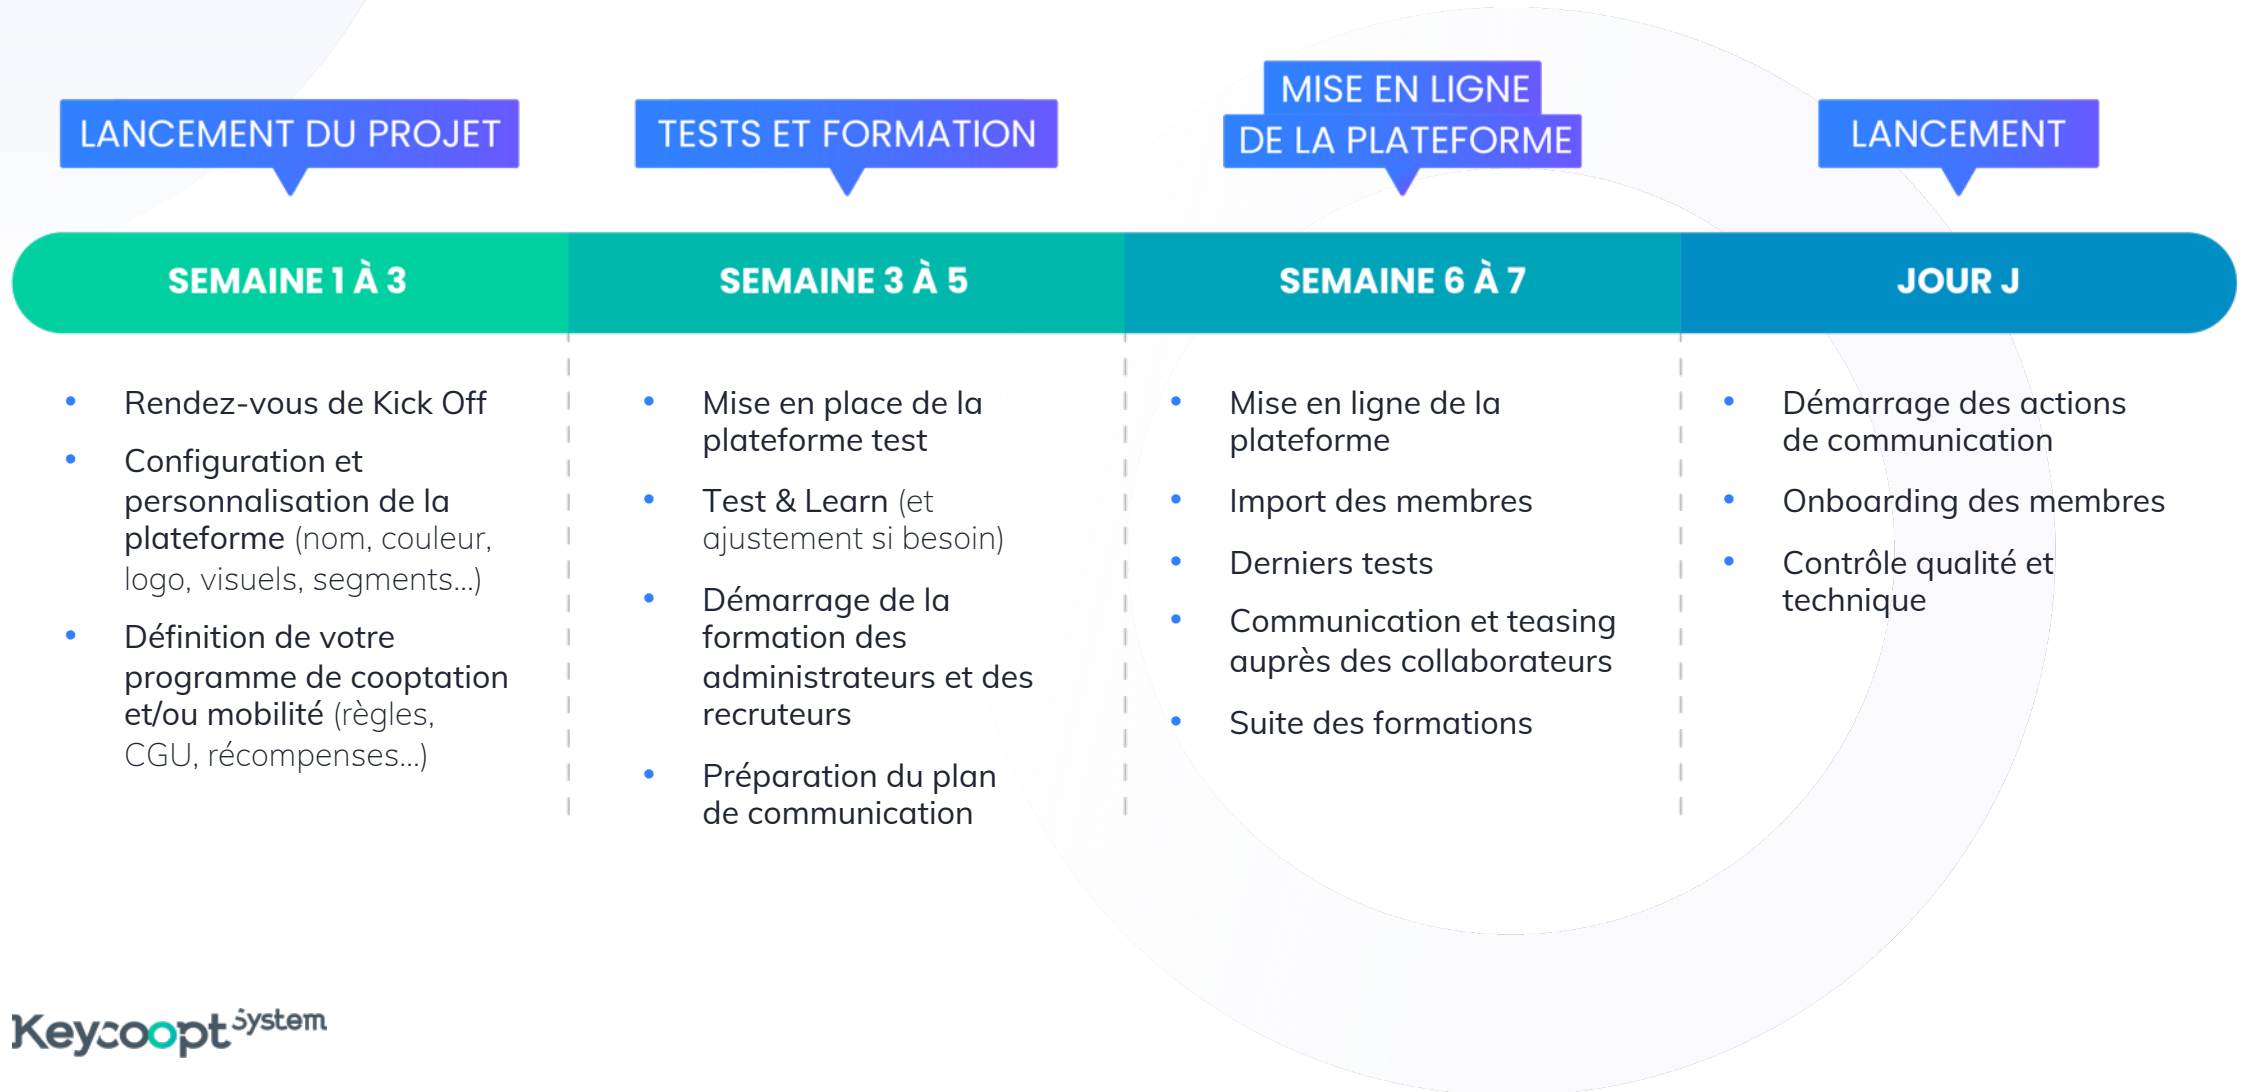 LANCEMENT DU PROJET
TESTS ET FORMATION
MISE EN LIGNE
DE LA PLATEFORME
LANCEMENT
SEMAINE 1 À 3
SEMAINE 3 À 5
SEMAINE 6 À 7
JOUR J
• Rendez-vous de Kick Off
• Configuration et
personnalisation de la
plateforme (nom, couleur,
logo, visuels, segments...)
• Définition de votre
programme de cooptation
et/ou mobilité (règles,
CGU, récompenses...)
• Mise en place de la
plateforme test
• Test & Learn (et
ajustement si besoin)
• Démarrage de la
formation des
administrateurs et des
recruteurs
• Préparation du plan
de communication
• Mise en ligne de la
plateforme
• Import des membres
• Derniers tests
• Communication et teasing
auprès des collaborateurs
• Suite des formations
• Démarrage des actions
de communication
• Onboarding des membres
• Contrôle qualité et
technique
Keycoopt System